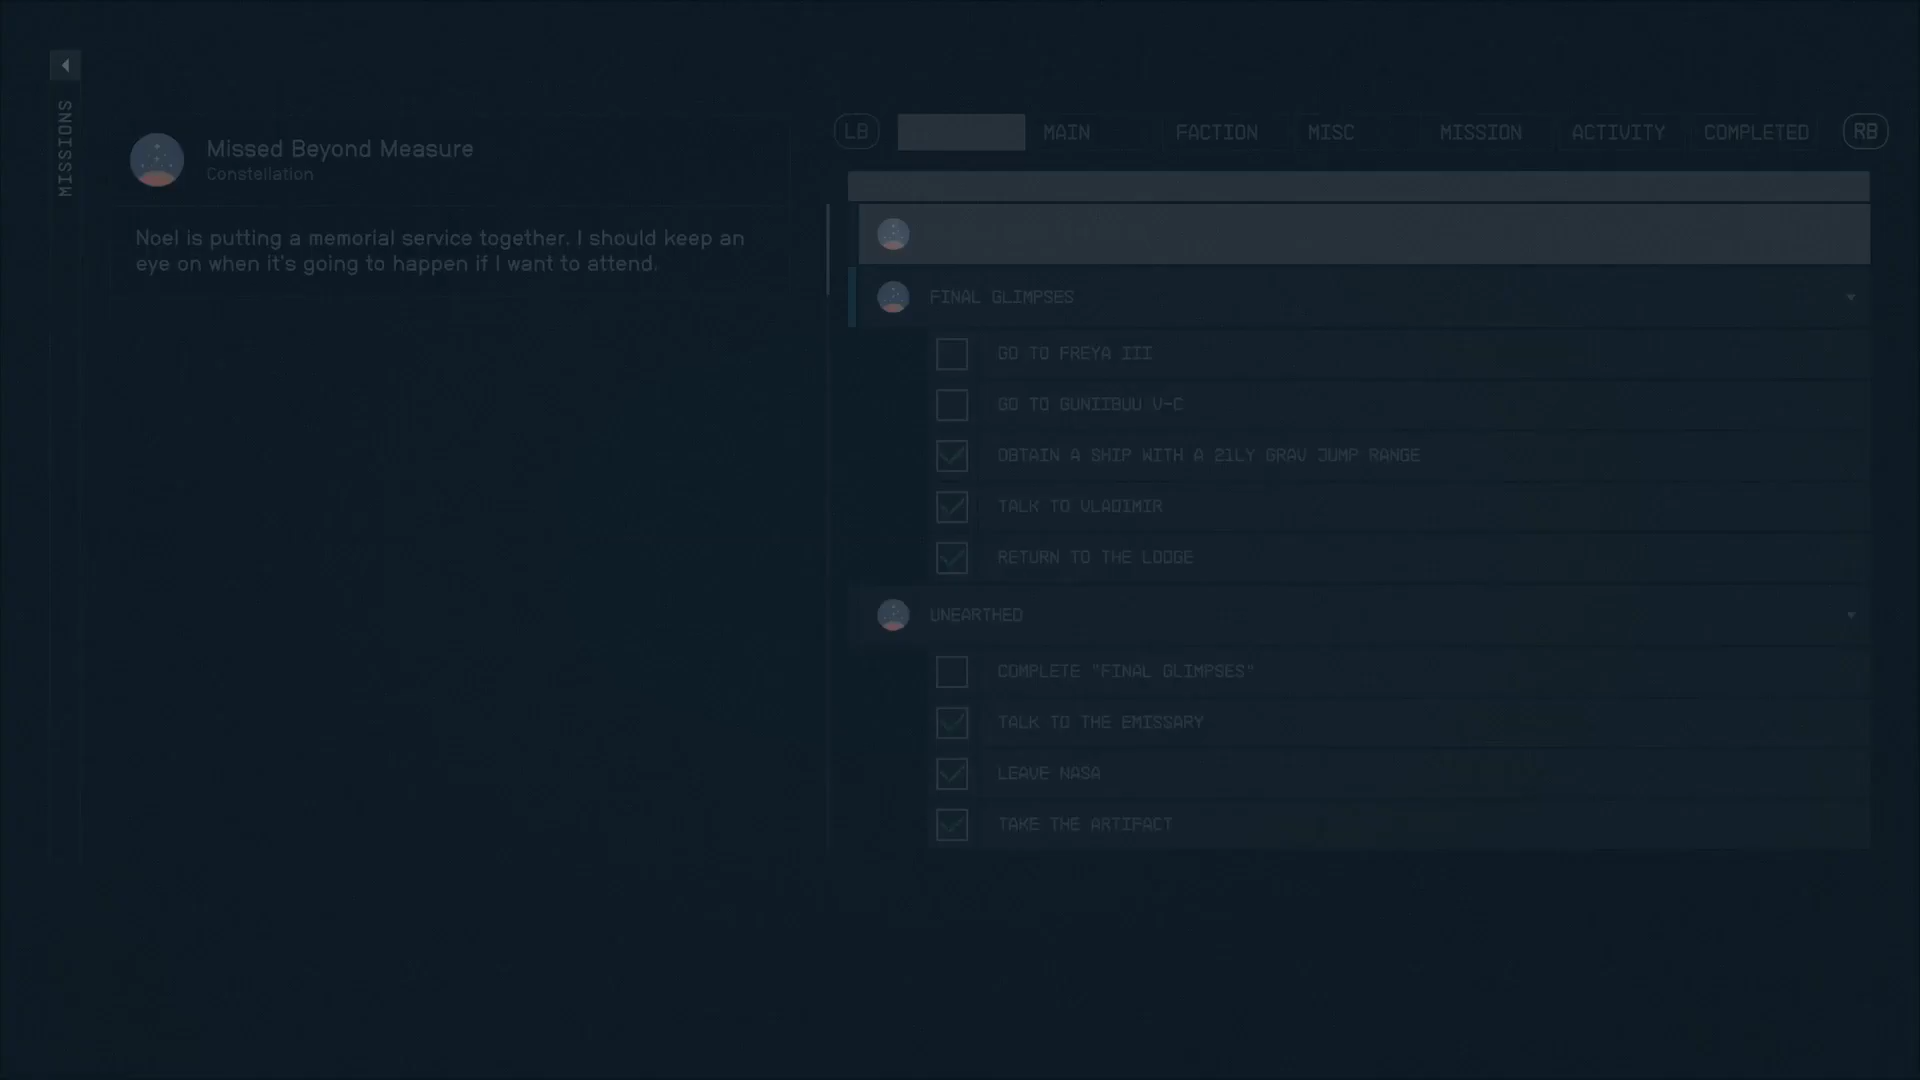 MISSIONS
Missed Beyond Measure
Constellation
Noel is putting a memorial service together. I should keep an
eye on when it's going to happen if I want to attend.
LB
MAIN
FACTION
MISC
MISSION
ACTIVITY
COMPLETED
RB
FINAL GLIMPSES
GO TO FREYA III
GO TO GUNIIBUU V-C
OBTAIN A SHIP WITH A 21LY GRAV JUMP RANGE
TALK TO VLADIMIR
RETURN TO THE LODGE
UNEARTHED
COMPLETE "FINAL GLIMPSES"
TALK TO THE EMISSARY
LEAVE NASA
TAKE THE ARTIFACT